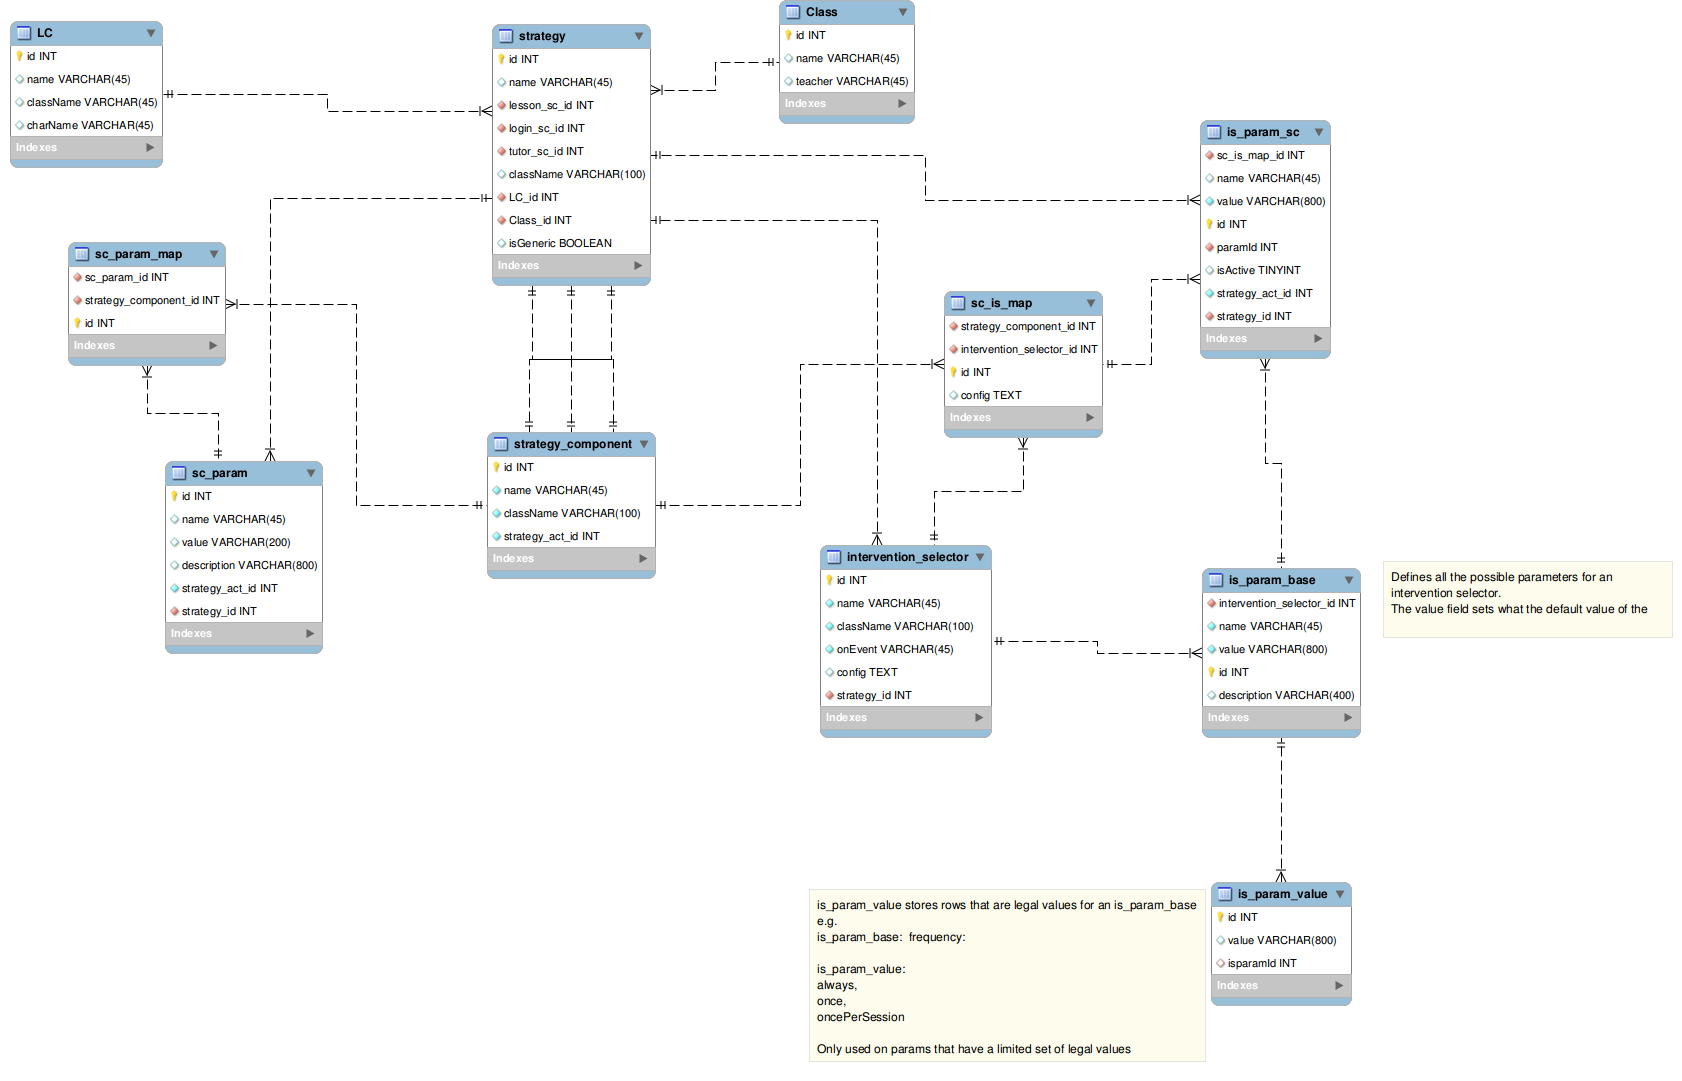 LC
id INT
name VARCHAR(45)
className VARCHAR(45)
charName VARCHAR(45)
Indexes
strategy
id INT
name VARCHAR(45)
lesson_sc_id INT
login_sc_id INT
tutor_sc_id INT
className VARCHAR(100)
LC_id INT
Class_id INT
isGeneric BOOLEAN
Indexes
Class
id INT
name VARCHAR(45)
teacher VARCHAR(45)
Indexes
is_param_sc
sc_is_map_id INT
name VARCHAR(45)
value VARCHAR(800)
id INT
paramId INT
isActive TINYINT
strategy_act_id INT
strategy_id INT
Indexes
sc_param_map
sc_param_id INT
strategy_component_id INT
id INT
Indexes
sc_is_map
strategy_component_id INT
intervention_selector_id INT
id INT
config TEXT
Indexes
sc_param
id INT
name VARCHAR(45)
value VARCHAR(200)
description VARCHAR(800)
strategy_act_id INT
strategy_id INT
Indexes
strategy_component
id INT
name VARCHAR(45)
className VARCHAR(100)
strategy_act_id INT
Indexes
intervention_selector
id INT
name VARCHAR(45)
className VARCHAR(100)
onEvent VARCHAR(45)
config TEXT
strategy_id INT
Indexes
is_param_base
intervention_selector_id INT
name VARCHAR(45)
value VARCHAR(800)
id INT
description VARCHAR(400)
Indexes
Defines all the possible parameters for an
intervention selector.
The value field sets what the default value of the
is_param_value stores rows that are legal values for an is_param_base
e.g.
is_param_base:  frequency:
is_param_value:
always,
once,
oncePerSession
Only used on params that have a limited set of legal values
is_param_value
id INT
value VARCHAR(800)
isparamId INT
Indexes